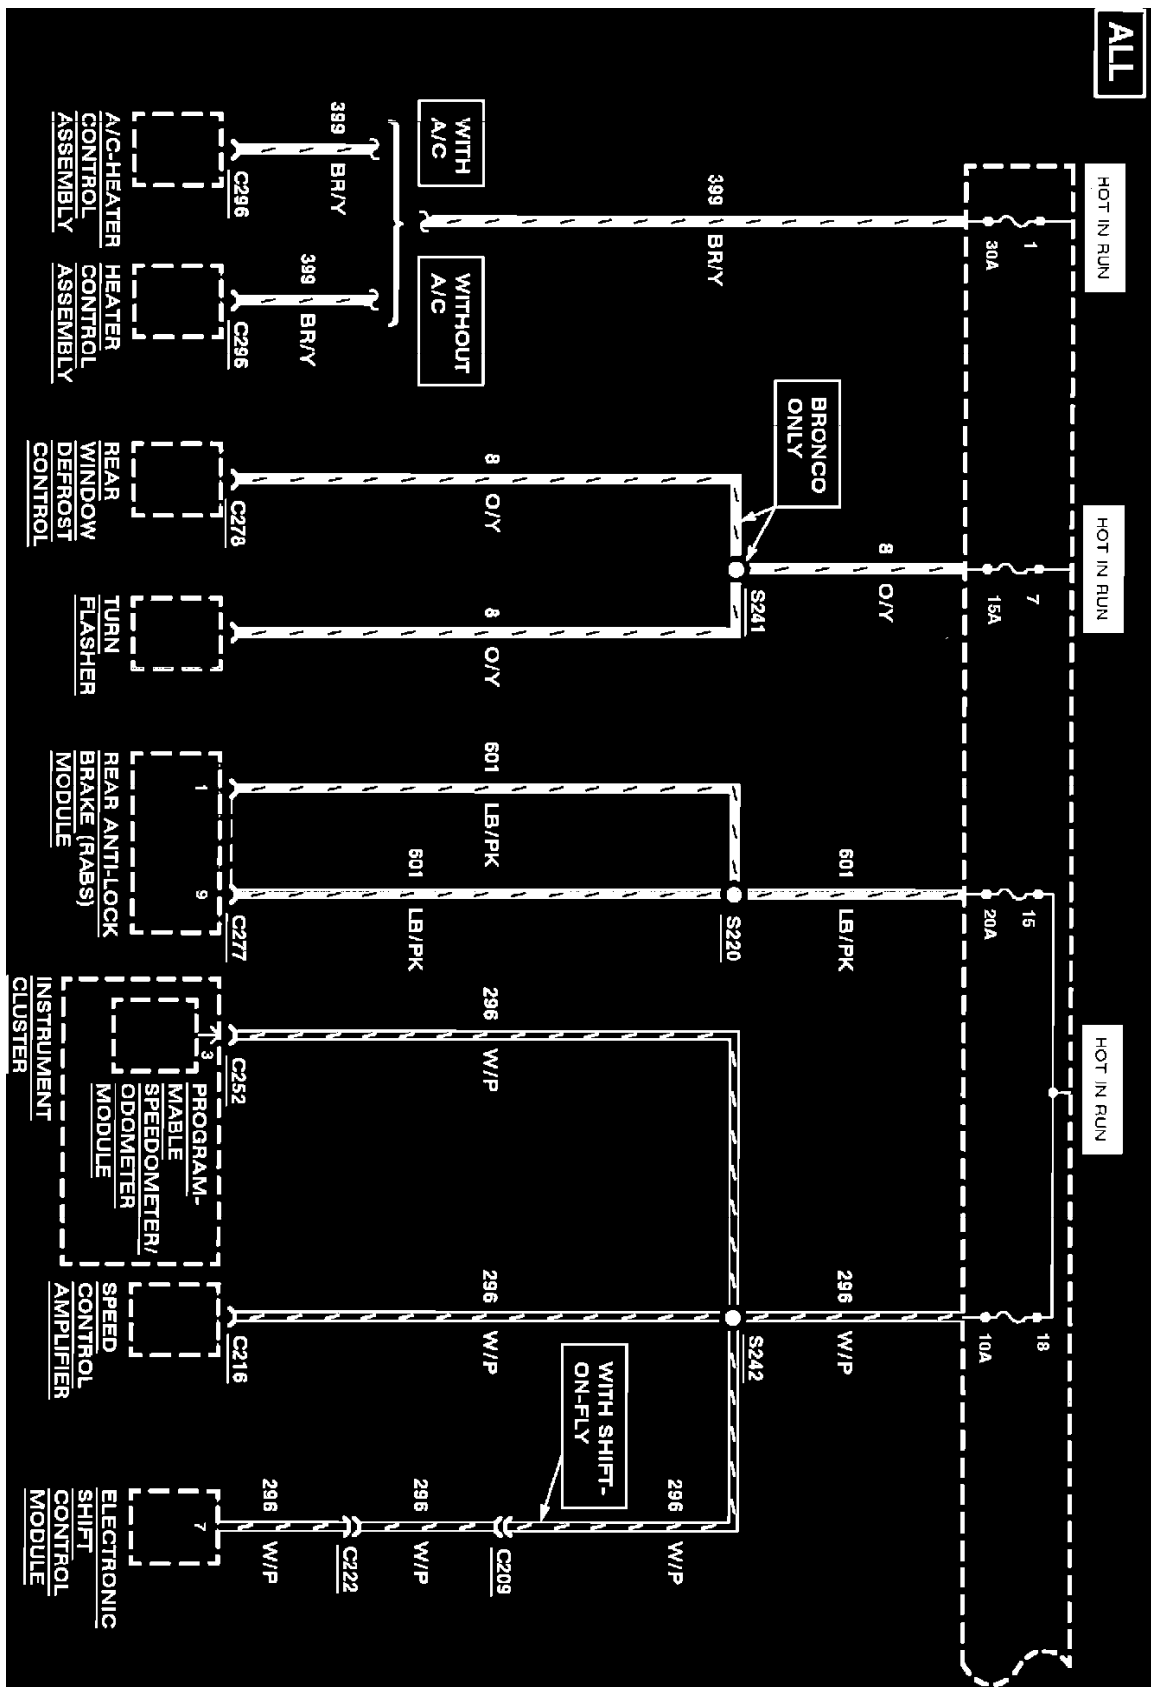 ALL
HOT IN RUN
HOT IN RUN
HOT IN RUN
1
30A
7
15A
15
20A
18
10A
399
BR/Y
8
O/Y
601
LB/PK
296
W/P
BRONCO
ONLY
S241
S220
S242
WITH
A/C
WITHOUT
A/C
WITH SHIFT-
ON-FLY
399
BR/Y
399
BR/Y
8
O/Y
8
O/Y
601
LB/PK
601
LB/PK
296
W/P
296
W/P
296
W/P
C209
296
W/P
C222
296
W/P
C296
C296
C278
1
9
C277
3
C252
C216
7
A/C-HEATER
CONTROL
ASSEMBLY
HEATER
CONTROL
ASSEMBLY
REAR
WINDOW
DEFROST
CONTROL
TURN
FLASHER
REAR ANTI-LOCK
BRAKE (RABS)
MODULE
PROGRAM-
MABLE
SPEEDOMETER/
ODOMETER
MODULE
INSTRUMENT
CLUSTER
SPEED
CONTROL
AMPLIFIER
ELECTRONIC
SHIFT
CONTROL
MODULE